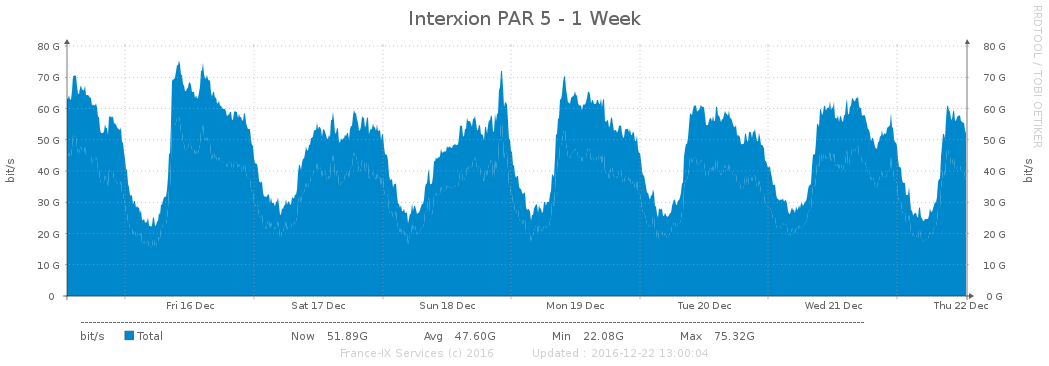 Interxion PAR 5 - 1 Week
RRDTOOL / TOBI OETIKER
80 G 80 G
70 G 70 G
60 G 60 G
50 G 50 G
40 G 40 G
30 G 30 G
20 G 20 G
10 G 10 G
0 0 G
bit/s bit/s
Fri 16 Dec Sat 17 Dec Sun 18 Dec Mon 19 Dec Tue 20 Dec Wed 21 Dec Thu 22 Dec
bit/s Total Now 51.89G Avg 47.60G Min 22.08G Max 75.32G
France-IX Services (c) 2016 Updated : 2016-12-22 13:00:04